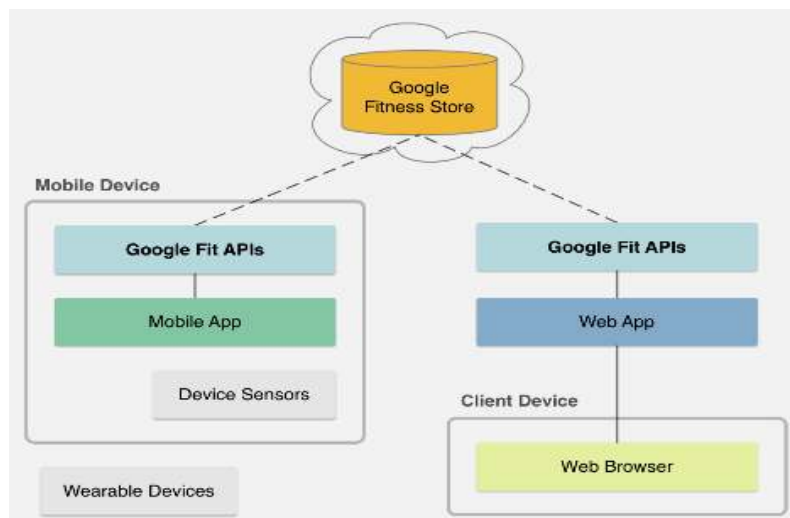 Google
Fitness Store
Mobile Device
Google Fit APIs
Mobile App
Device Sensors
Wearable Devices
Google Fit APIs
Web App
Client Device
Web Browser